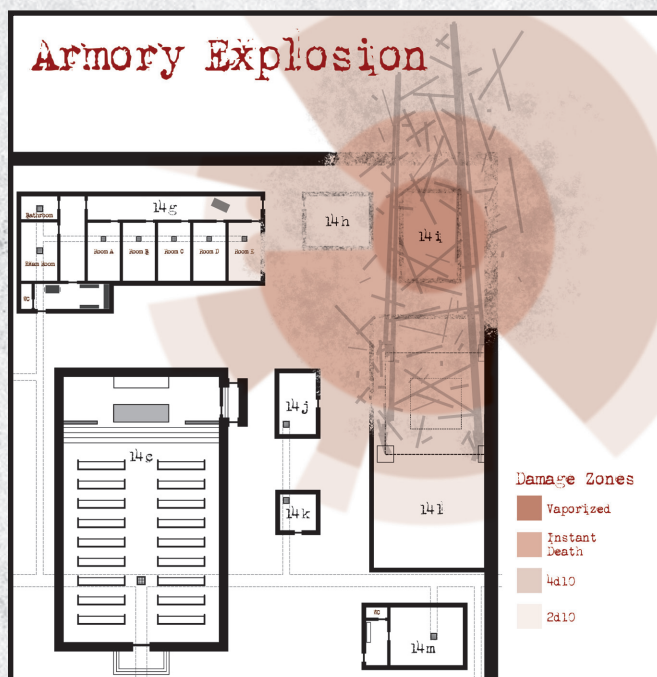 Armory Explosion
14g
Bathroom
14h
14i
Exam Room
Room A
Room B
Room C
Room D
Room E
14j
14c
Damage Zones
14k
14l
Vaporized
Instant
Death
4d10
2d10
14m